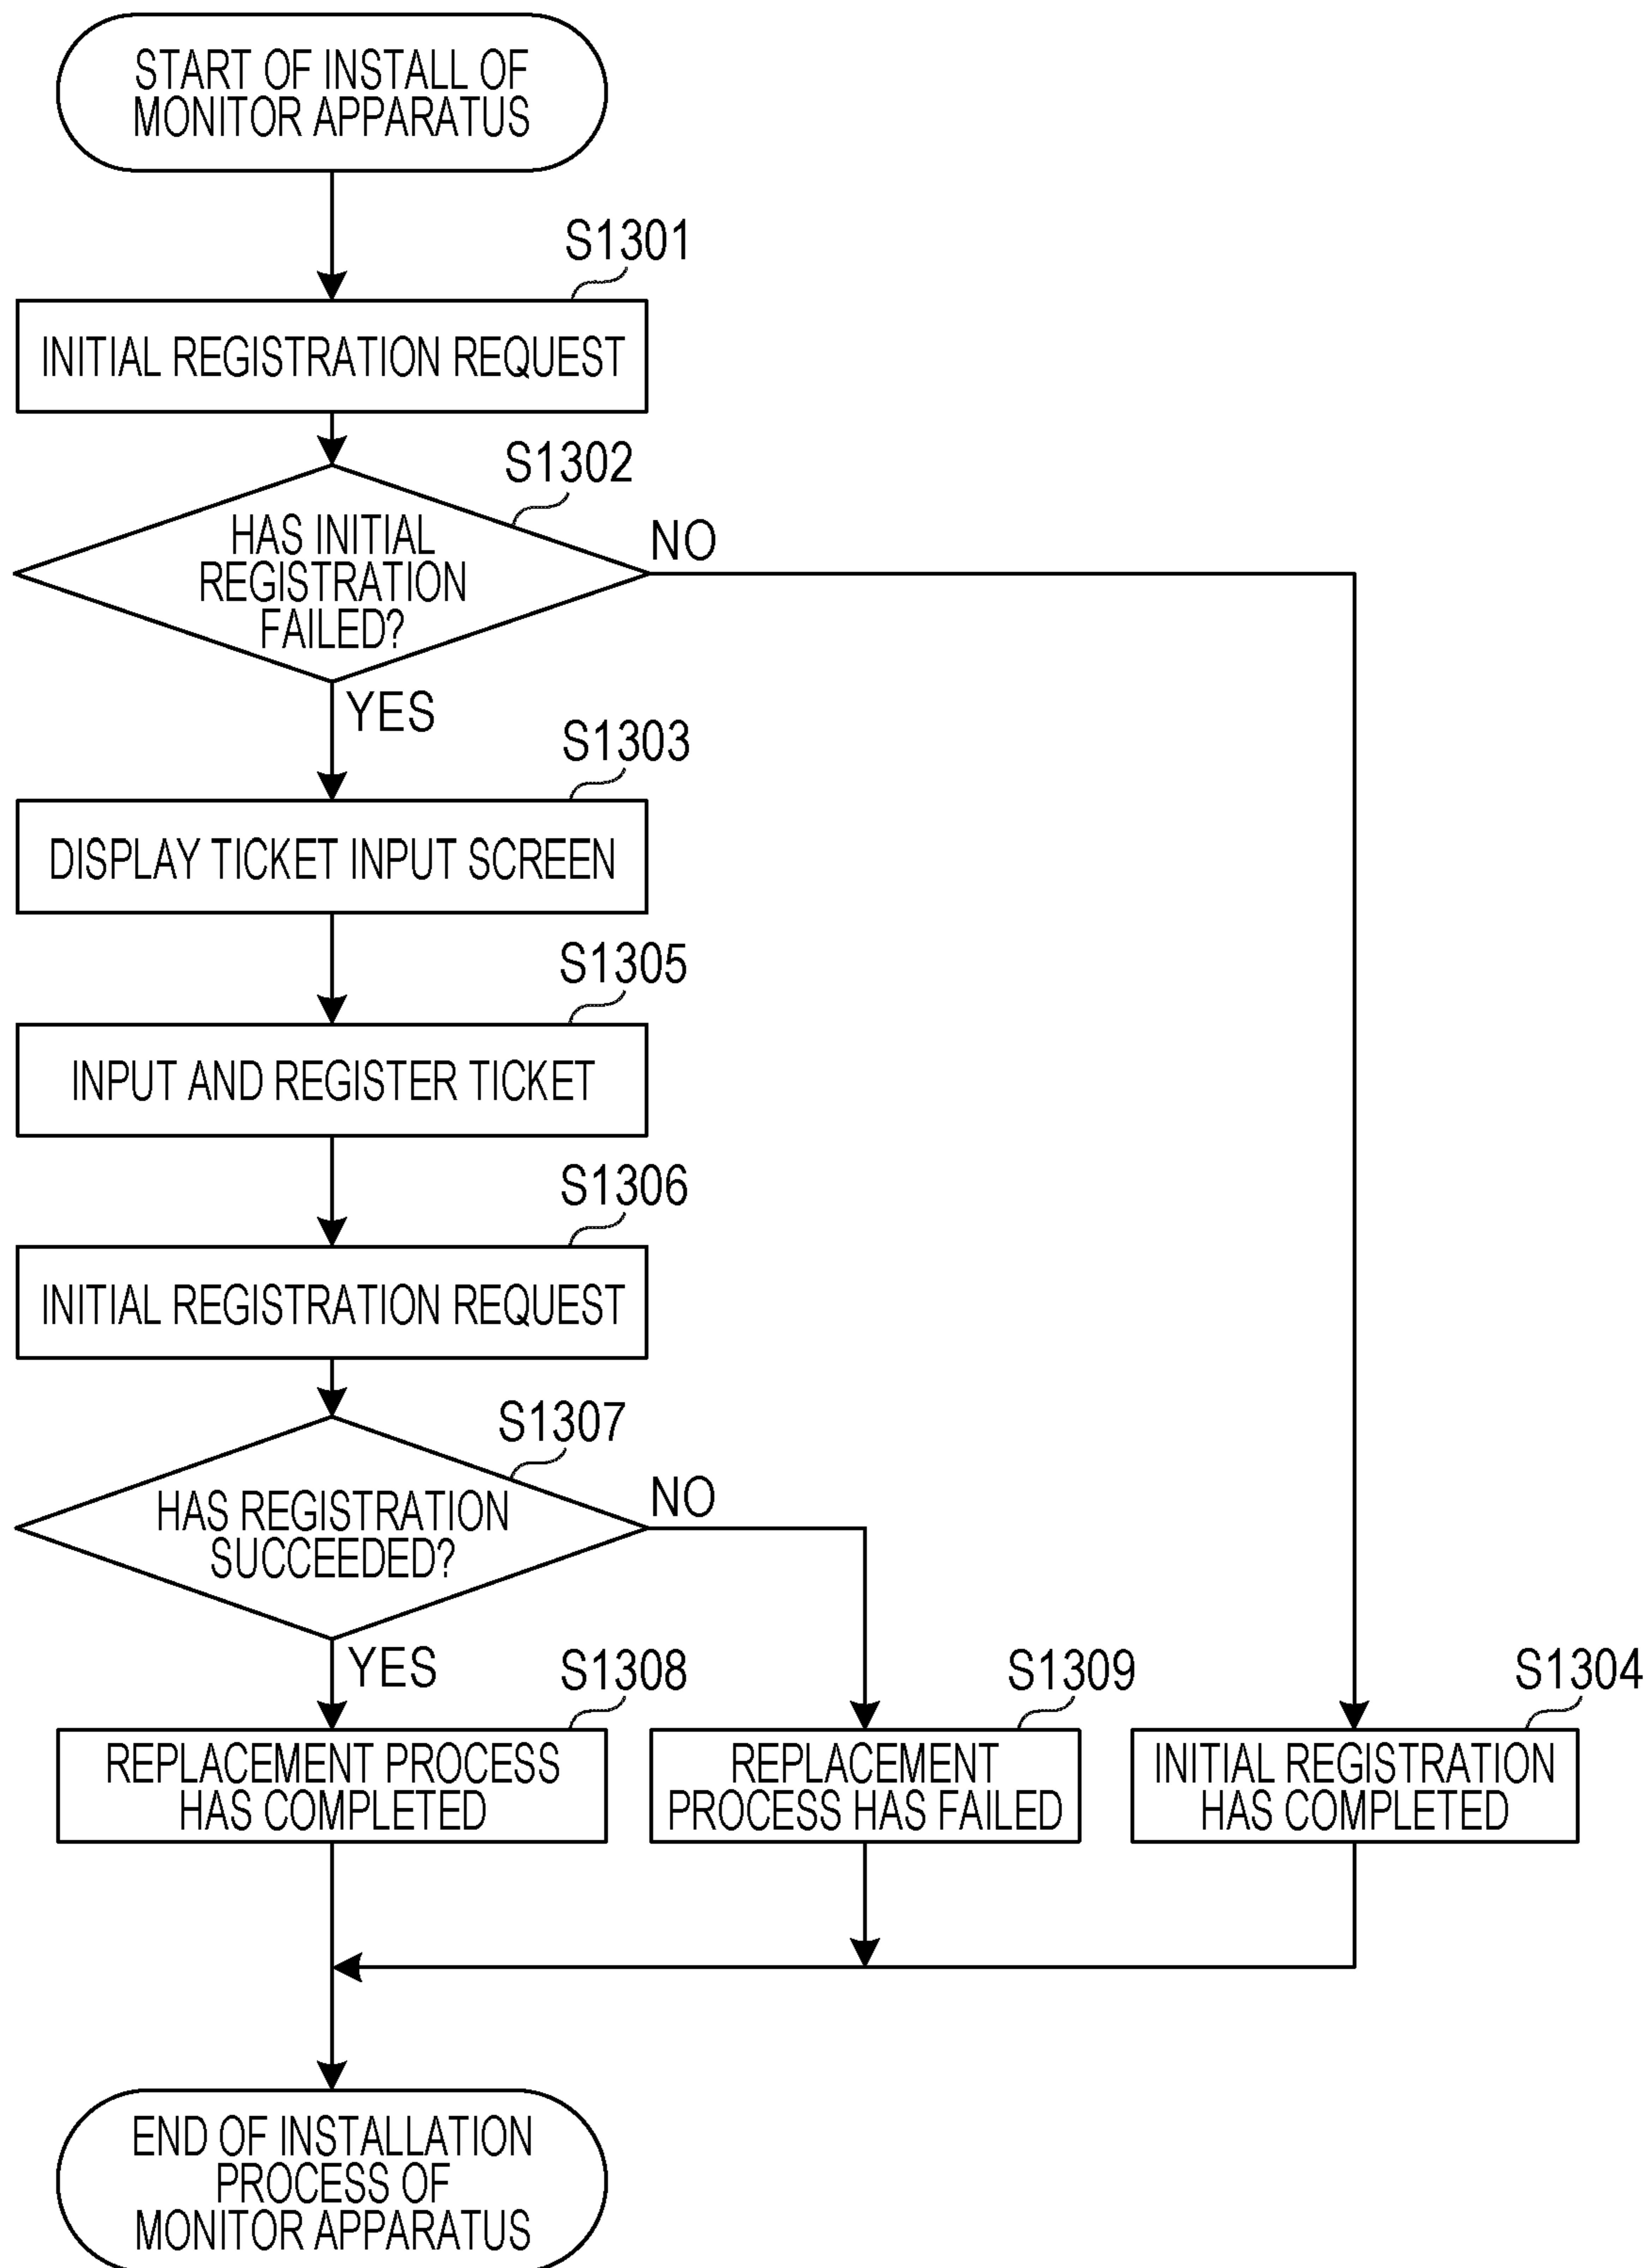 START OF INSTALL OF
MONITOR APPARATUS
S1301
INITIAL REGISTRATION REQUEST
S1302
HAS INITIAL
REGISTRATION
FAILED?
NO
YES
S1303
DISPLAY TICKET INPUT SCREEN
S1305
INPUT AND REGISTER TICKET
S1306
INITIAL REGISTRATION REQUEST
S1307
HAS REGISTRATION
SUCCEEDED?
NO
YES
S1308
REPLACEMENT PROCESS
HAS COMPLETED
S1309
REPLACEMENT
PROCESS HAS FAILED
S1304
INITIAL REGISTRATION
HAS COMPLETED
END OF INSTALLATION
PROCESS OF
MONITOR APPARATUS